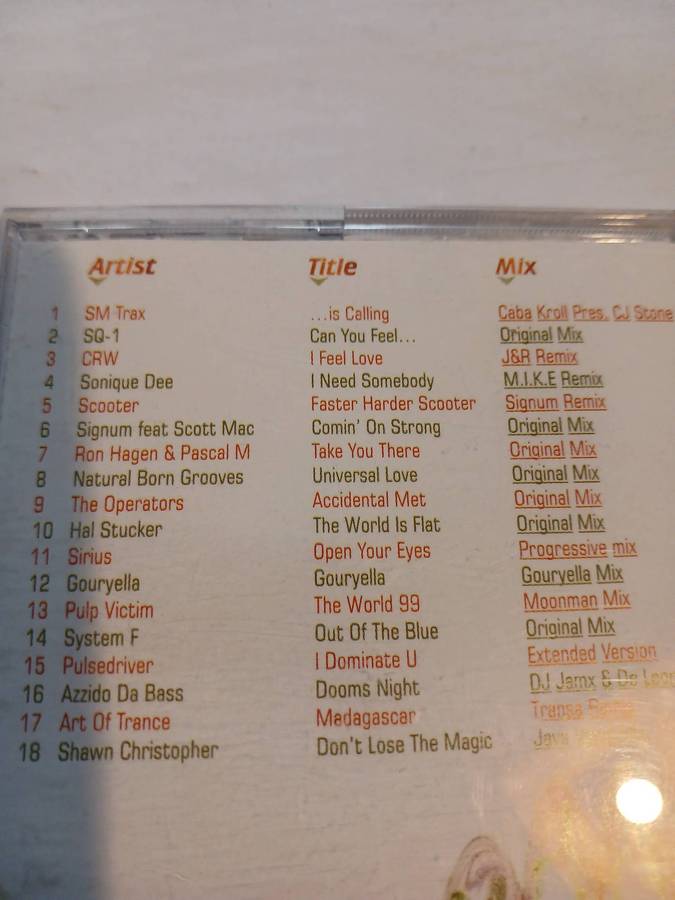 Artist Title Mix
1 SM Trax ...is Calling Caba Kroll Pres. CJ Stone
2 SQ-1 Can You Feel... Original Mix
3 CRW I Feel Love J&R Remix
4 Sonique Dee I Need Somebody M.I.K.E Remix
5 Scooter Faster Harder Scooter Signum Remix
6 Signum feat Scott Mac Comin' On Strong Original Mix
7 Ron Hagen & Pascal M Take You There Original Mix
8 Natural Born Grooves Universal Love Original Mix
9 The Operators Accidental Met Original Mix
10 Hal Stucker The World Is Flat Original Mix
11 Sirius Open Your Eyes Progressive mix
12 Gouryella Gouryella Gouryella Mix
13 Pulp Victim The World 99 Moonman Mix
14 System F Out Of The Blue Original Mix
15 Pulsedriver I Dominate U Extended Version
16 Azzido Da Bass Dooms Night DJ Jamx & De
17 Art Of Trance Madagascar Transa
18 Shawn Christopher Don't Lose The Magic